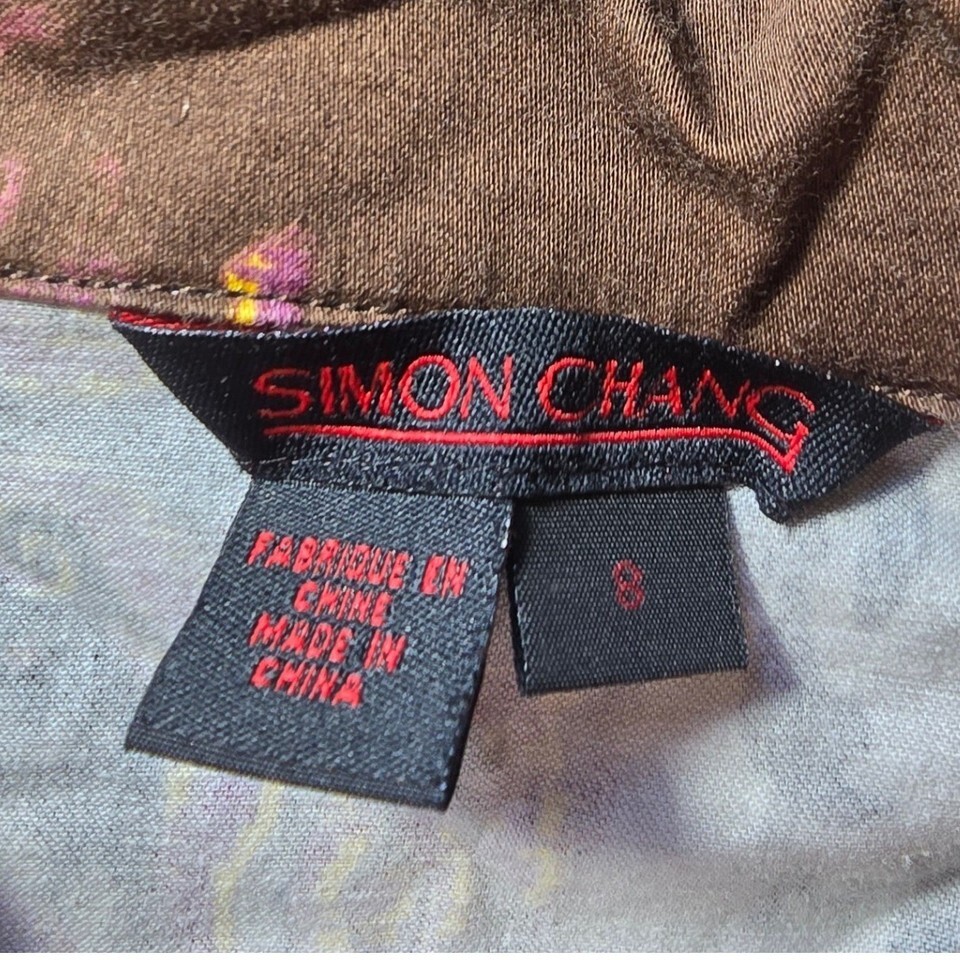 SIMON CHANG
FABRIQUE EN
CHINE
MADE IN
CHINA
8